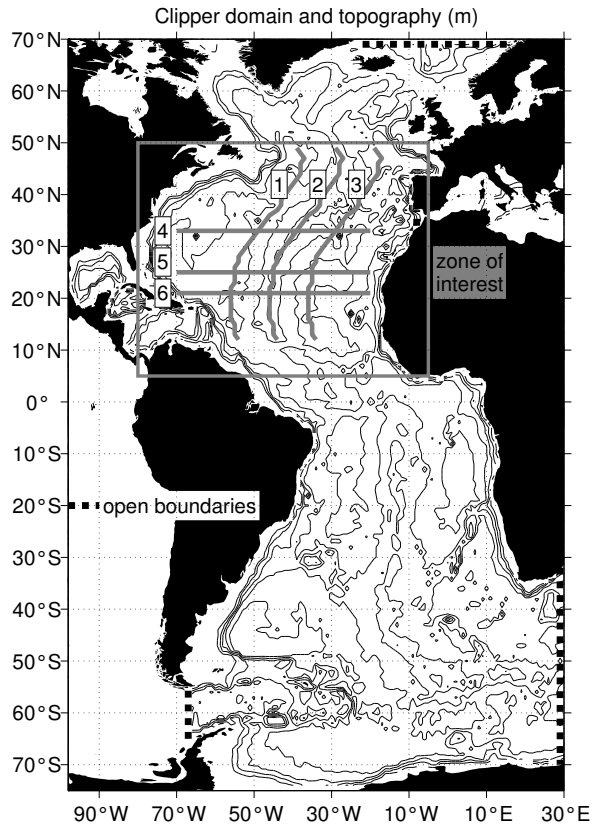 Clipper domain and topography (m)
70°N
60°N
50°N
40°N
30°N
20°N
10°N
0°
10°S
20°S
30°S
40°S
50°S
60°S
70°S
1 2 3
4
5
6
zone of
interest
open boundaries
90°W 70°W 50°W 30°W 10°W 10°E 30°E